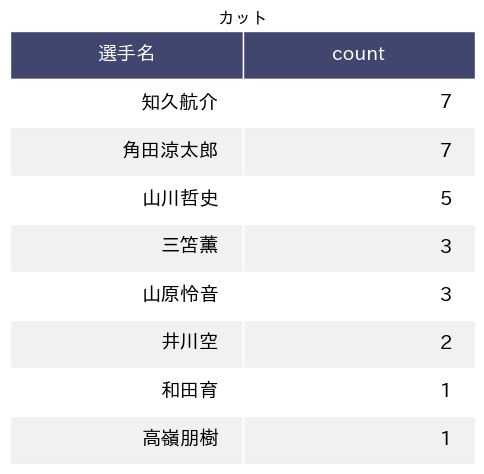 カット
選手名 count
知久航介 7
角田涼太郎 7
山川哲史 5
三笘薫 3
山原怜音 3
井川空 2
和田育 1
高嶺朋樹 1